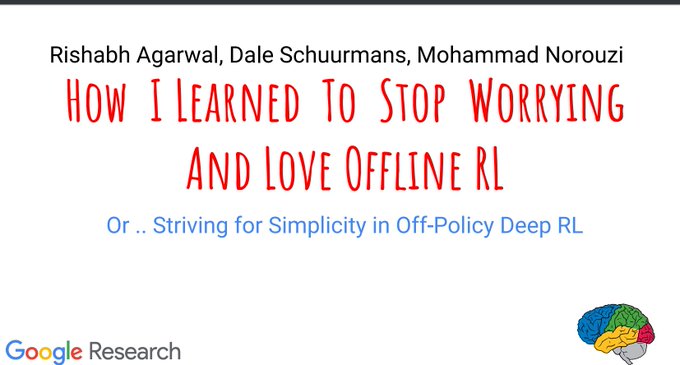 Rishabh Agarwal, Dale Schuurmans, Mohammad Norouzi
How I Learned To Stop Worrying
And Love Offline RL
Or .. Striving for Simplicity in Off-Policy Deep RL
Google Research